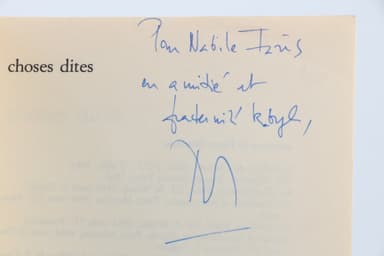 Pour Nabile Farès
choses dites
en amitié et
fraternité kabyle,